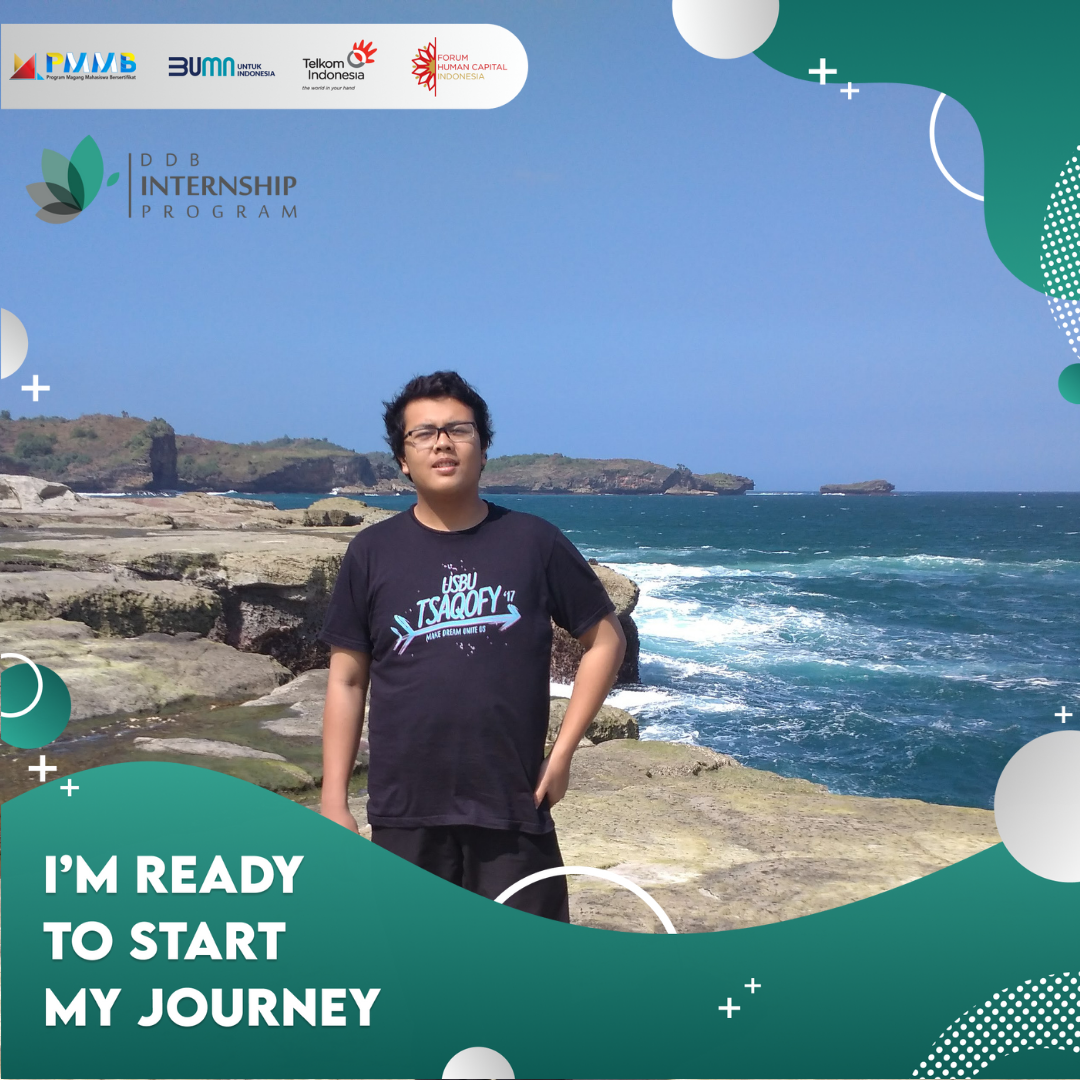 PMMB
Program Magang Mahasiswa Bersertifikat
BUMN UNTUK
INDONESIA
Telkom
Indonesia
the world in your hand
FORUM
HUMAN CAPITAL
INDONESIA
DDB
INTERNSHIP
PROGRAM
USBU
TSAQOFY '17
MAKE DREAM UNITE US
I'M READY
TO START
MY JOURNEY